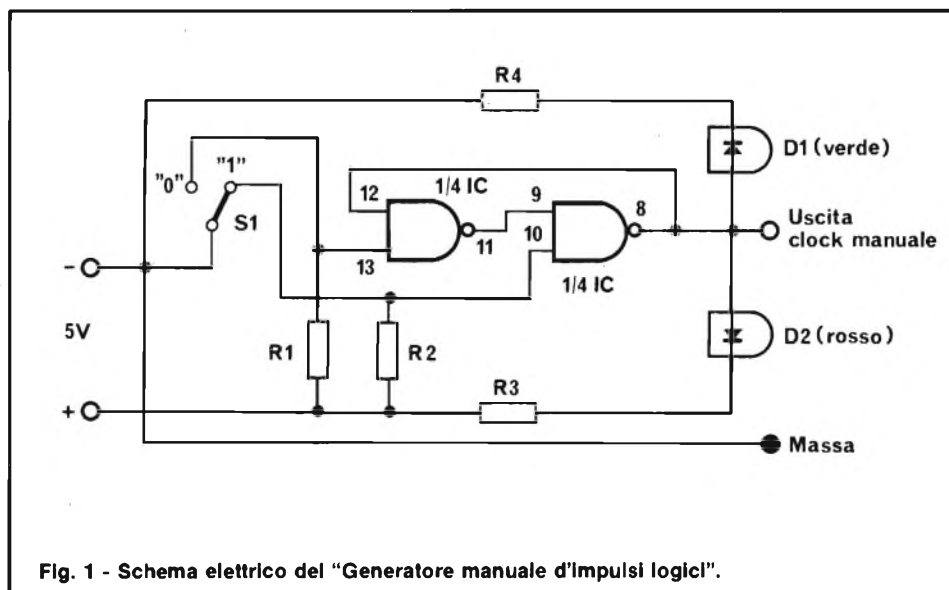 R4
D1 (verde)
"0"
"1"
S1
12
1/4 IC
9
8
11
10
13
1/4 IC
Uscita
clock manuale
−
5V
+
R1
R2
R3
D2 (rosso)
Massa
Fig. 1 - Schema elettrico del "Generatore manuale d'impulsi logici".